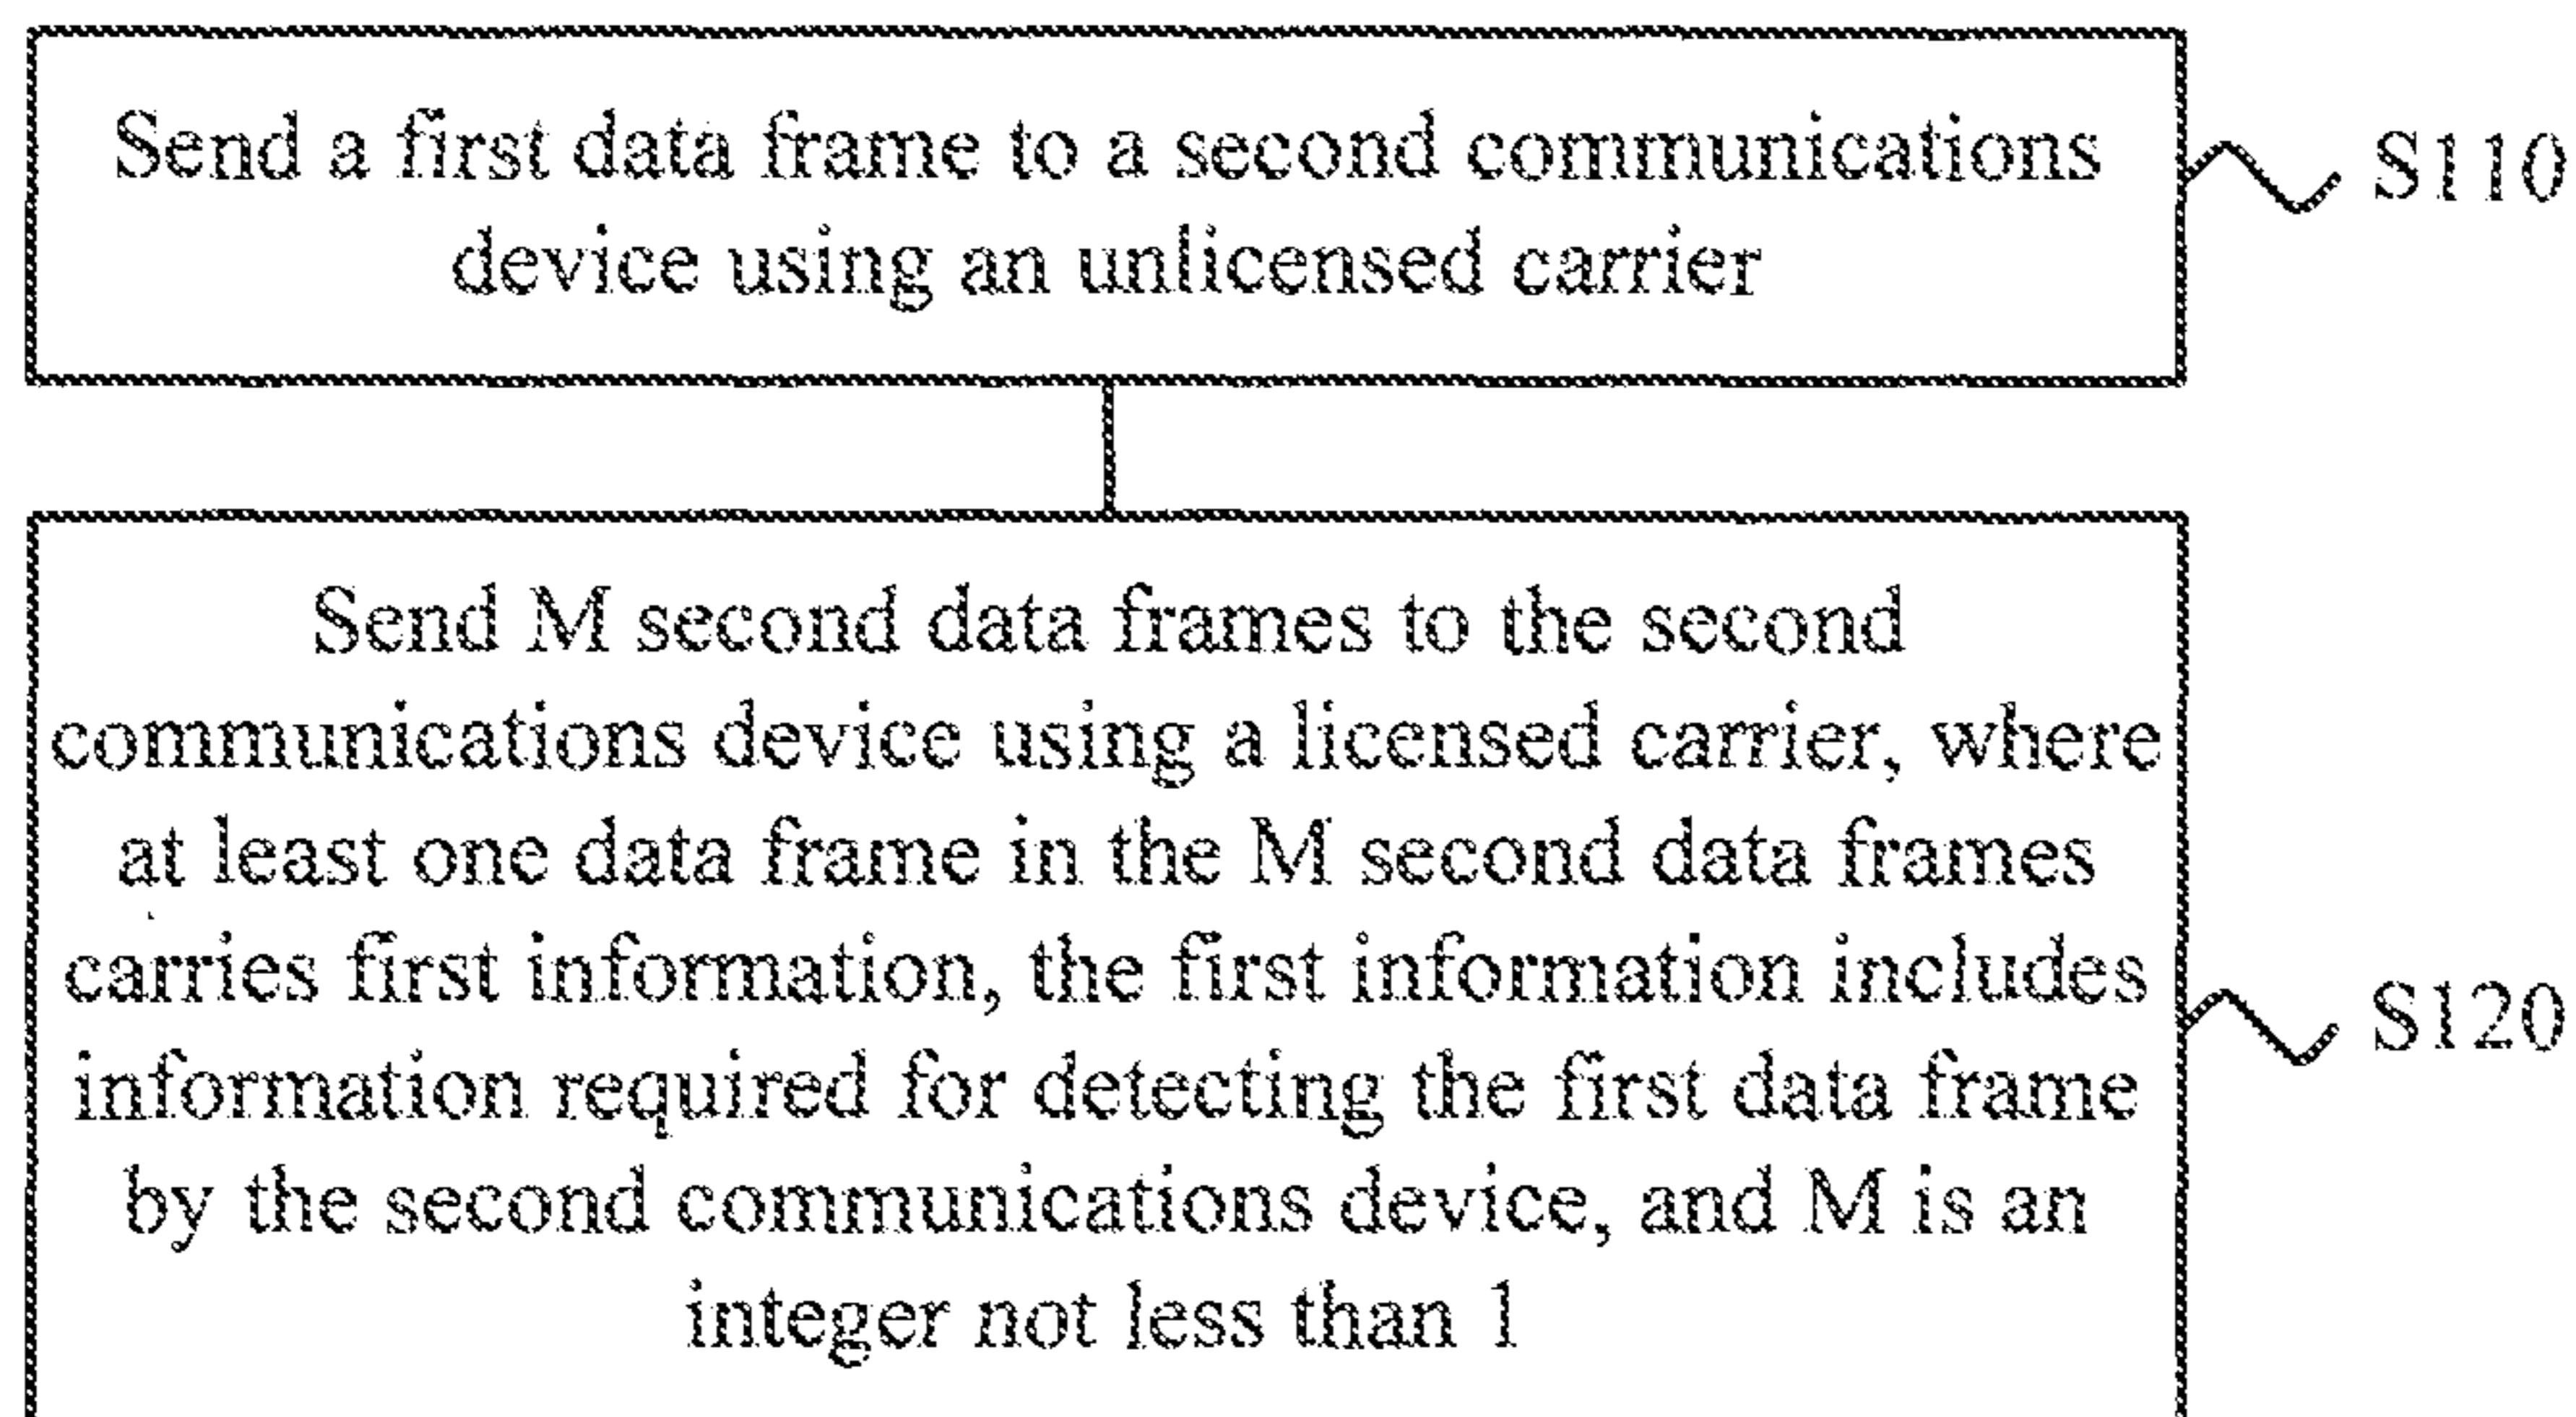 Send a first data frame to a second communications
device using an unlicensed carrier
S110
Send M second data frames to the second
communications device using a licensed carrier, where
at least one data frame in the M second data frames
carries first information, the first information includes
information required for detecting the first data frame
by the second communications device, and M is an
integer not less than 1
S120